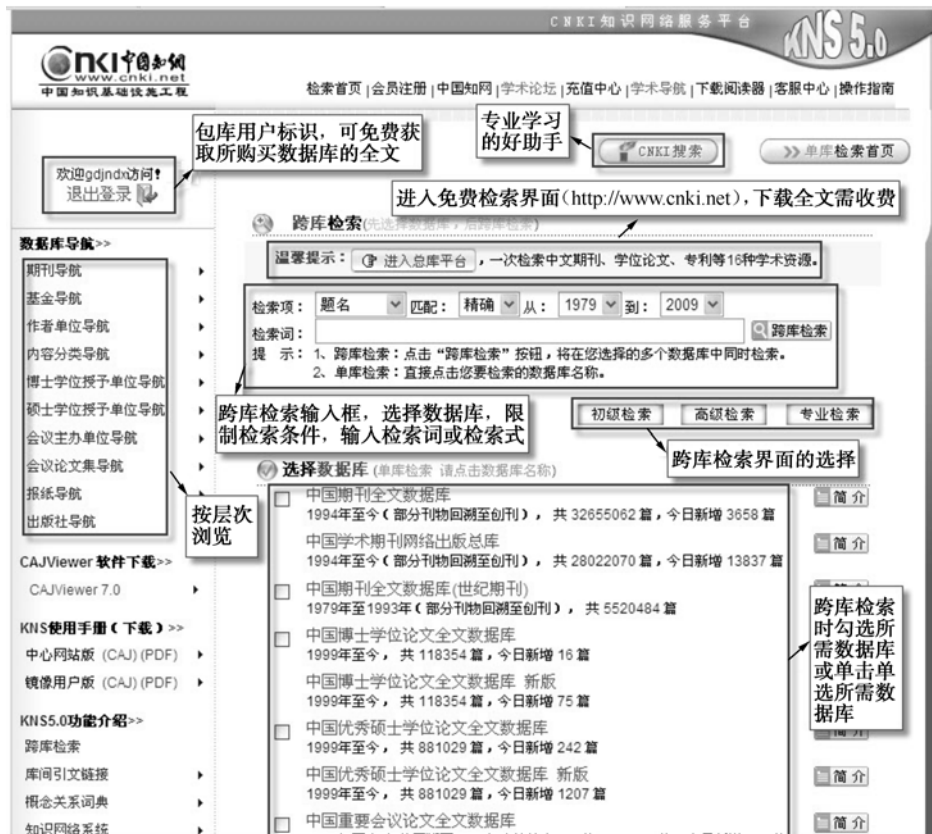 CNKI知识网络服务平台
KNS 5.0
cnki中国知网
www.cnki.net
中国知识基础设施工程
检索首页|会员注册|中国知网|学术论坛|充值中心|学术导航|下载阅读器|客服中心|操作指南
包库用户标识，可免费获
取所购买数据库的全文
专业学习
的好助手
CNKI搜索
>> 单库检索首页
欢迎gdjndx访问!
退出登录
进入免费检索界面(http://www.cnki.net)，下载全文需收费
跨库检索(先选择数据库，后跨库检索)
温馨提示： 进入总库平台 ，一次检索中文期刊、学位论文、专利等16种学术资源。
数据库导航>>
期刊导航
基金导航
作者单位导航
内容分类导航
博士学位授予单位导航
硕士学位授予单位导航
会议主办单位导航
会议论文集导航
报纸导航
出版社导航
按层次
浏览
检索项： 题名 匹配： 精确 从： 1979 到： 2009
检索词： 跨库检索
提 示： 1、跨库检索：点击“跨库检索”按钮，将在您选择的多个数据库中同时检索。
2、单库检索：直接点击您要检索的数据库名称。
跨库检索输入框，选择数据库，限
制检索条件，输入检索词或检索式
初级检索 高级检索 专业检索
跨库检索界面的选择
选择数据库 (单库检索 请点击数据库名称)
中国期刊全文数据库 简 介
1994年至今（部分刊物回溯至创刊），共 32655062 篇，今日新增 3658 篇
中国学术期刊网络出版总库 简 介
1994年至今（部分刊物回溯至创刊），共 28022070 篇，今日新增 13837 篇
中国期刊全文数据库(世纪期刊)
1979年至1993年（部分刊物回溯至创刊），共 5520484 篇
中国博士学位论文全文数据库
1999年至今，共 118354 篇，今日新增 16 篇
中国博士学位论文全文数据库 新版
1999年至今，共 118354 篇，今日新增 75 篇
中国优秀硕士学位论文全文数据库
1999年至今，共 881029 篇，今日新增 242 篇
中国优秀硕士学位论文全文数据库 新版 简 介
1999年至今，共 881029 篇，今日新增 1207 篇
中国重要会议论文全文数据库 简 介
跨库检索
时勾选所
需数据库
或单击单
选所需数
据库
CAJViewer 软件下载>>
CAJViewer 7.0
KNS使用手册（下载）>>
中心网站版 (CAJ) (PDF)
镜像用户版 (CAJ) (PDF)
KNS5.0功能介绍>>
跨库检索
库间引文链接
概念关系词典
知识网络系统